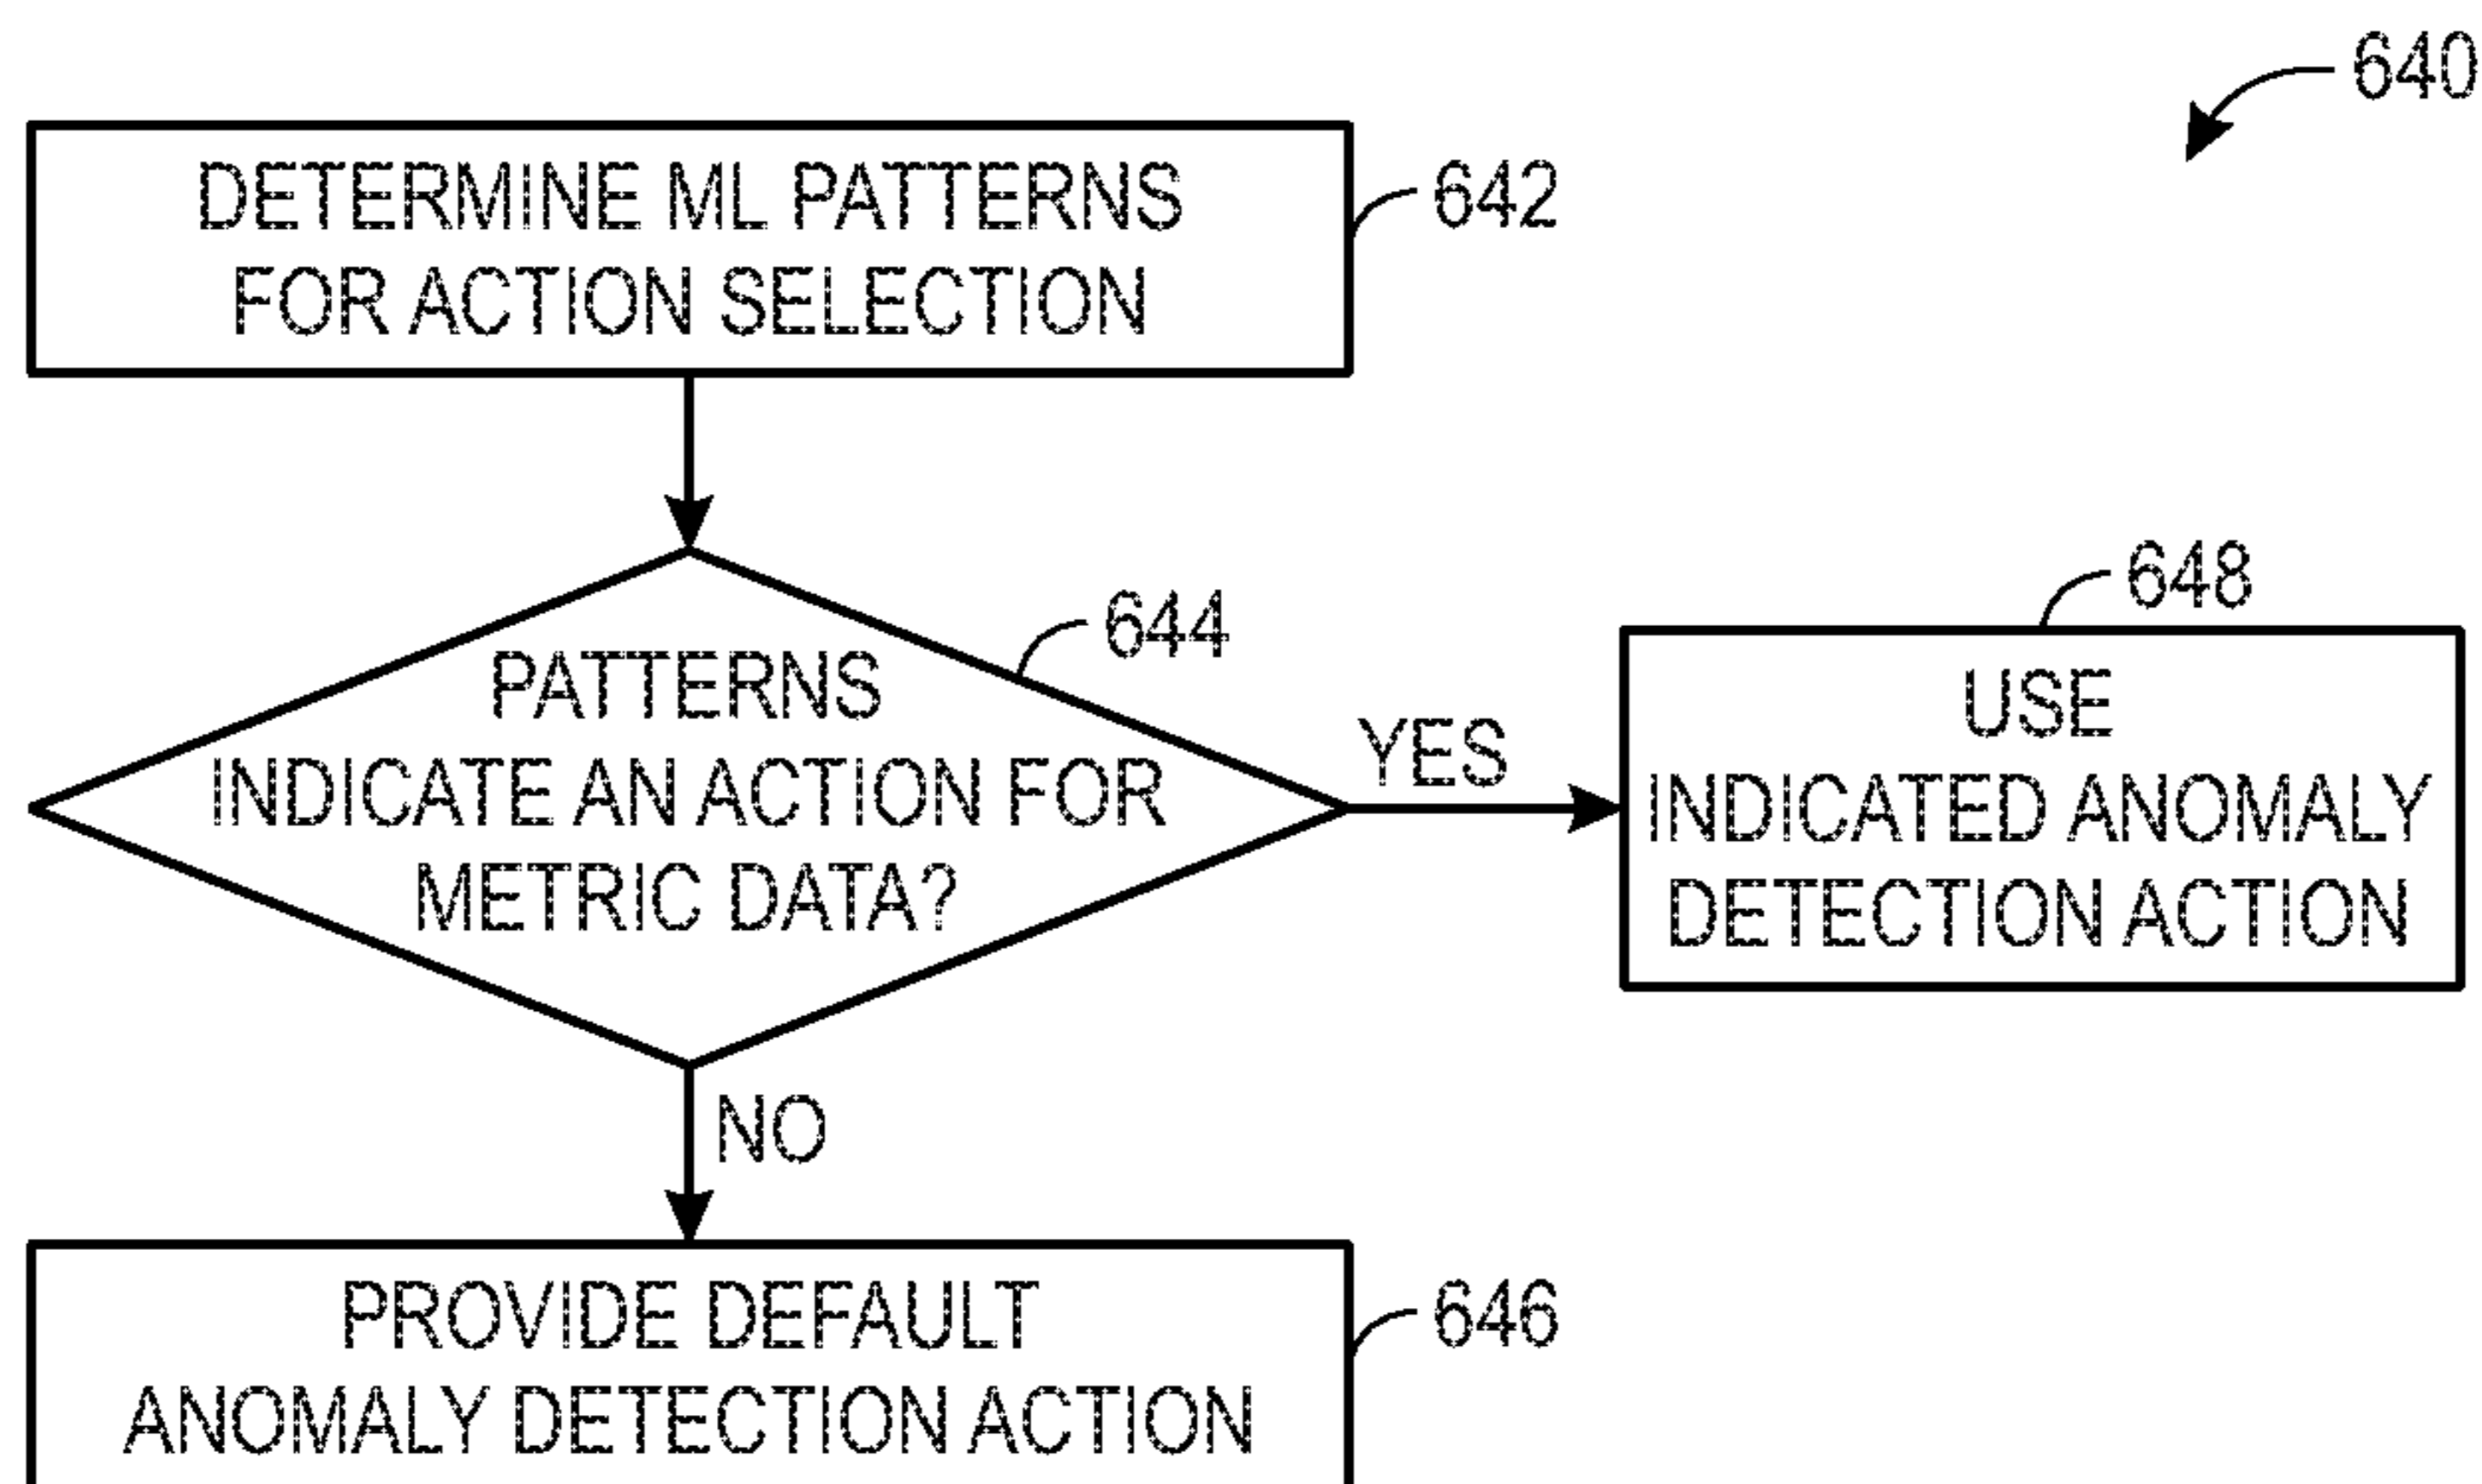 640
DETERMINE ML PATTERNS
FOR ACTION SELECTION
642
644
PATTERNS
INDICATE AN ACTION FOR
METRIC DATA?
YES
648
USE
INDICATED ANOMALY
DETECTION ACTION
NO
PROVIDE DEFAULT
ANOMALY DETECTION ACTION
646